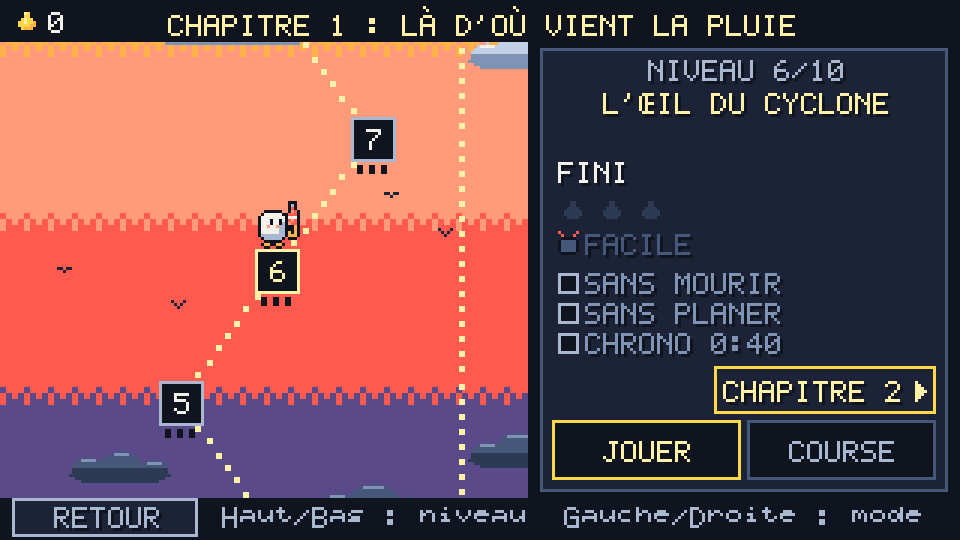 0 CHAPITRE 1 : LÀ D'OÙ VIENT LA PLUIE
NIVEAU 6/10
L'ŒIL DU CYCLONE
7
FINI
FACILE
6
SANS MOURIR
SANS PLANER
CHRONO 0:40
5
CHAPITRE 2
JOUER
COURSE
RETOUR
Haut/Bas : niveau
Gauche/Droite : mode